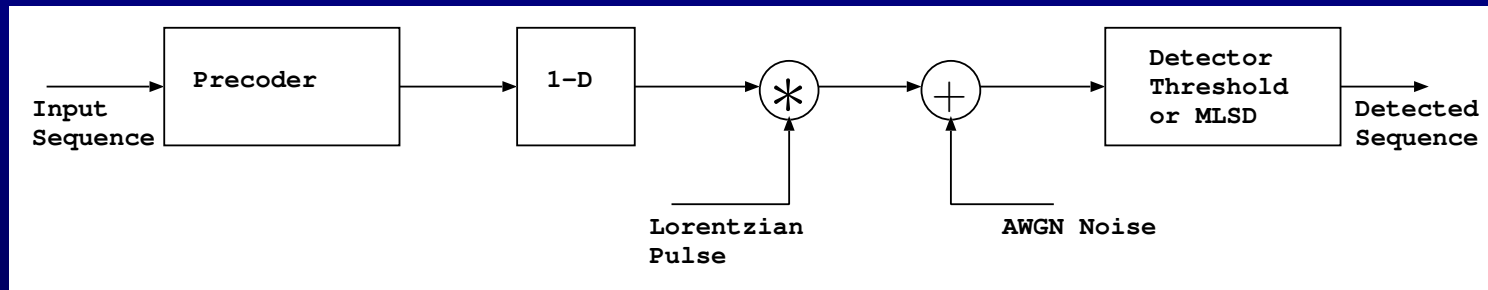 Precoder
1-D
Detector
Threshold
or MLSD
Input
Sequence
*
+
Detected
Sequence
Lorentzian
Pulse
AWGN Noise